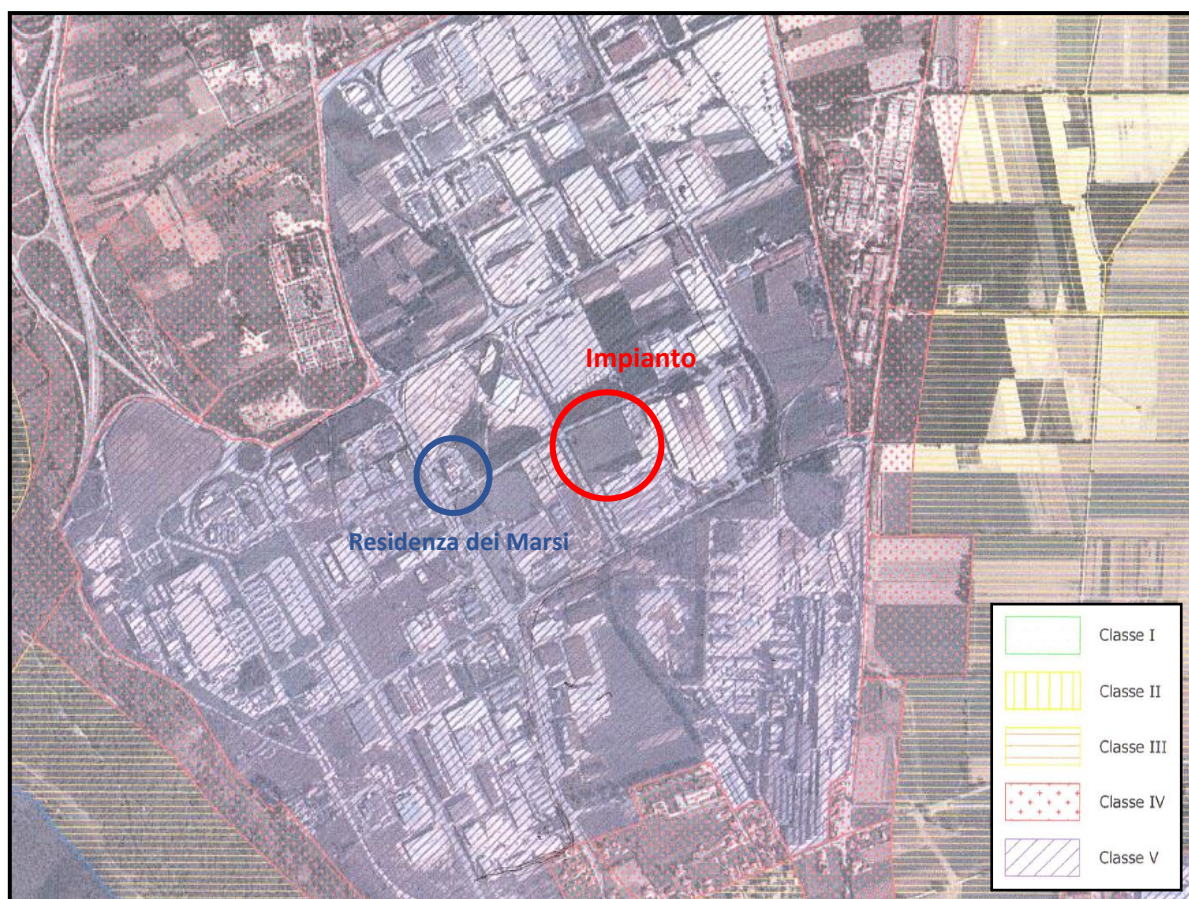 Impianto
Residenza dei Marsi
Classe I
Classe II
Classe III
Classe IV
Classe V